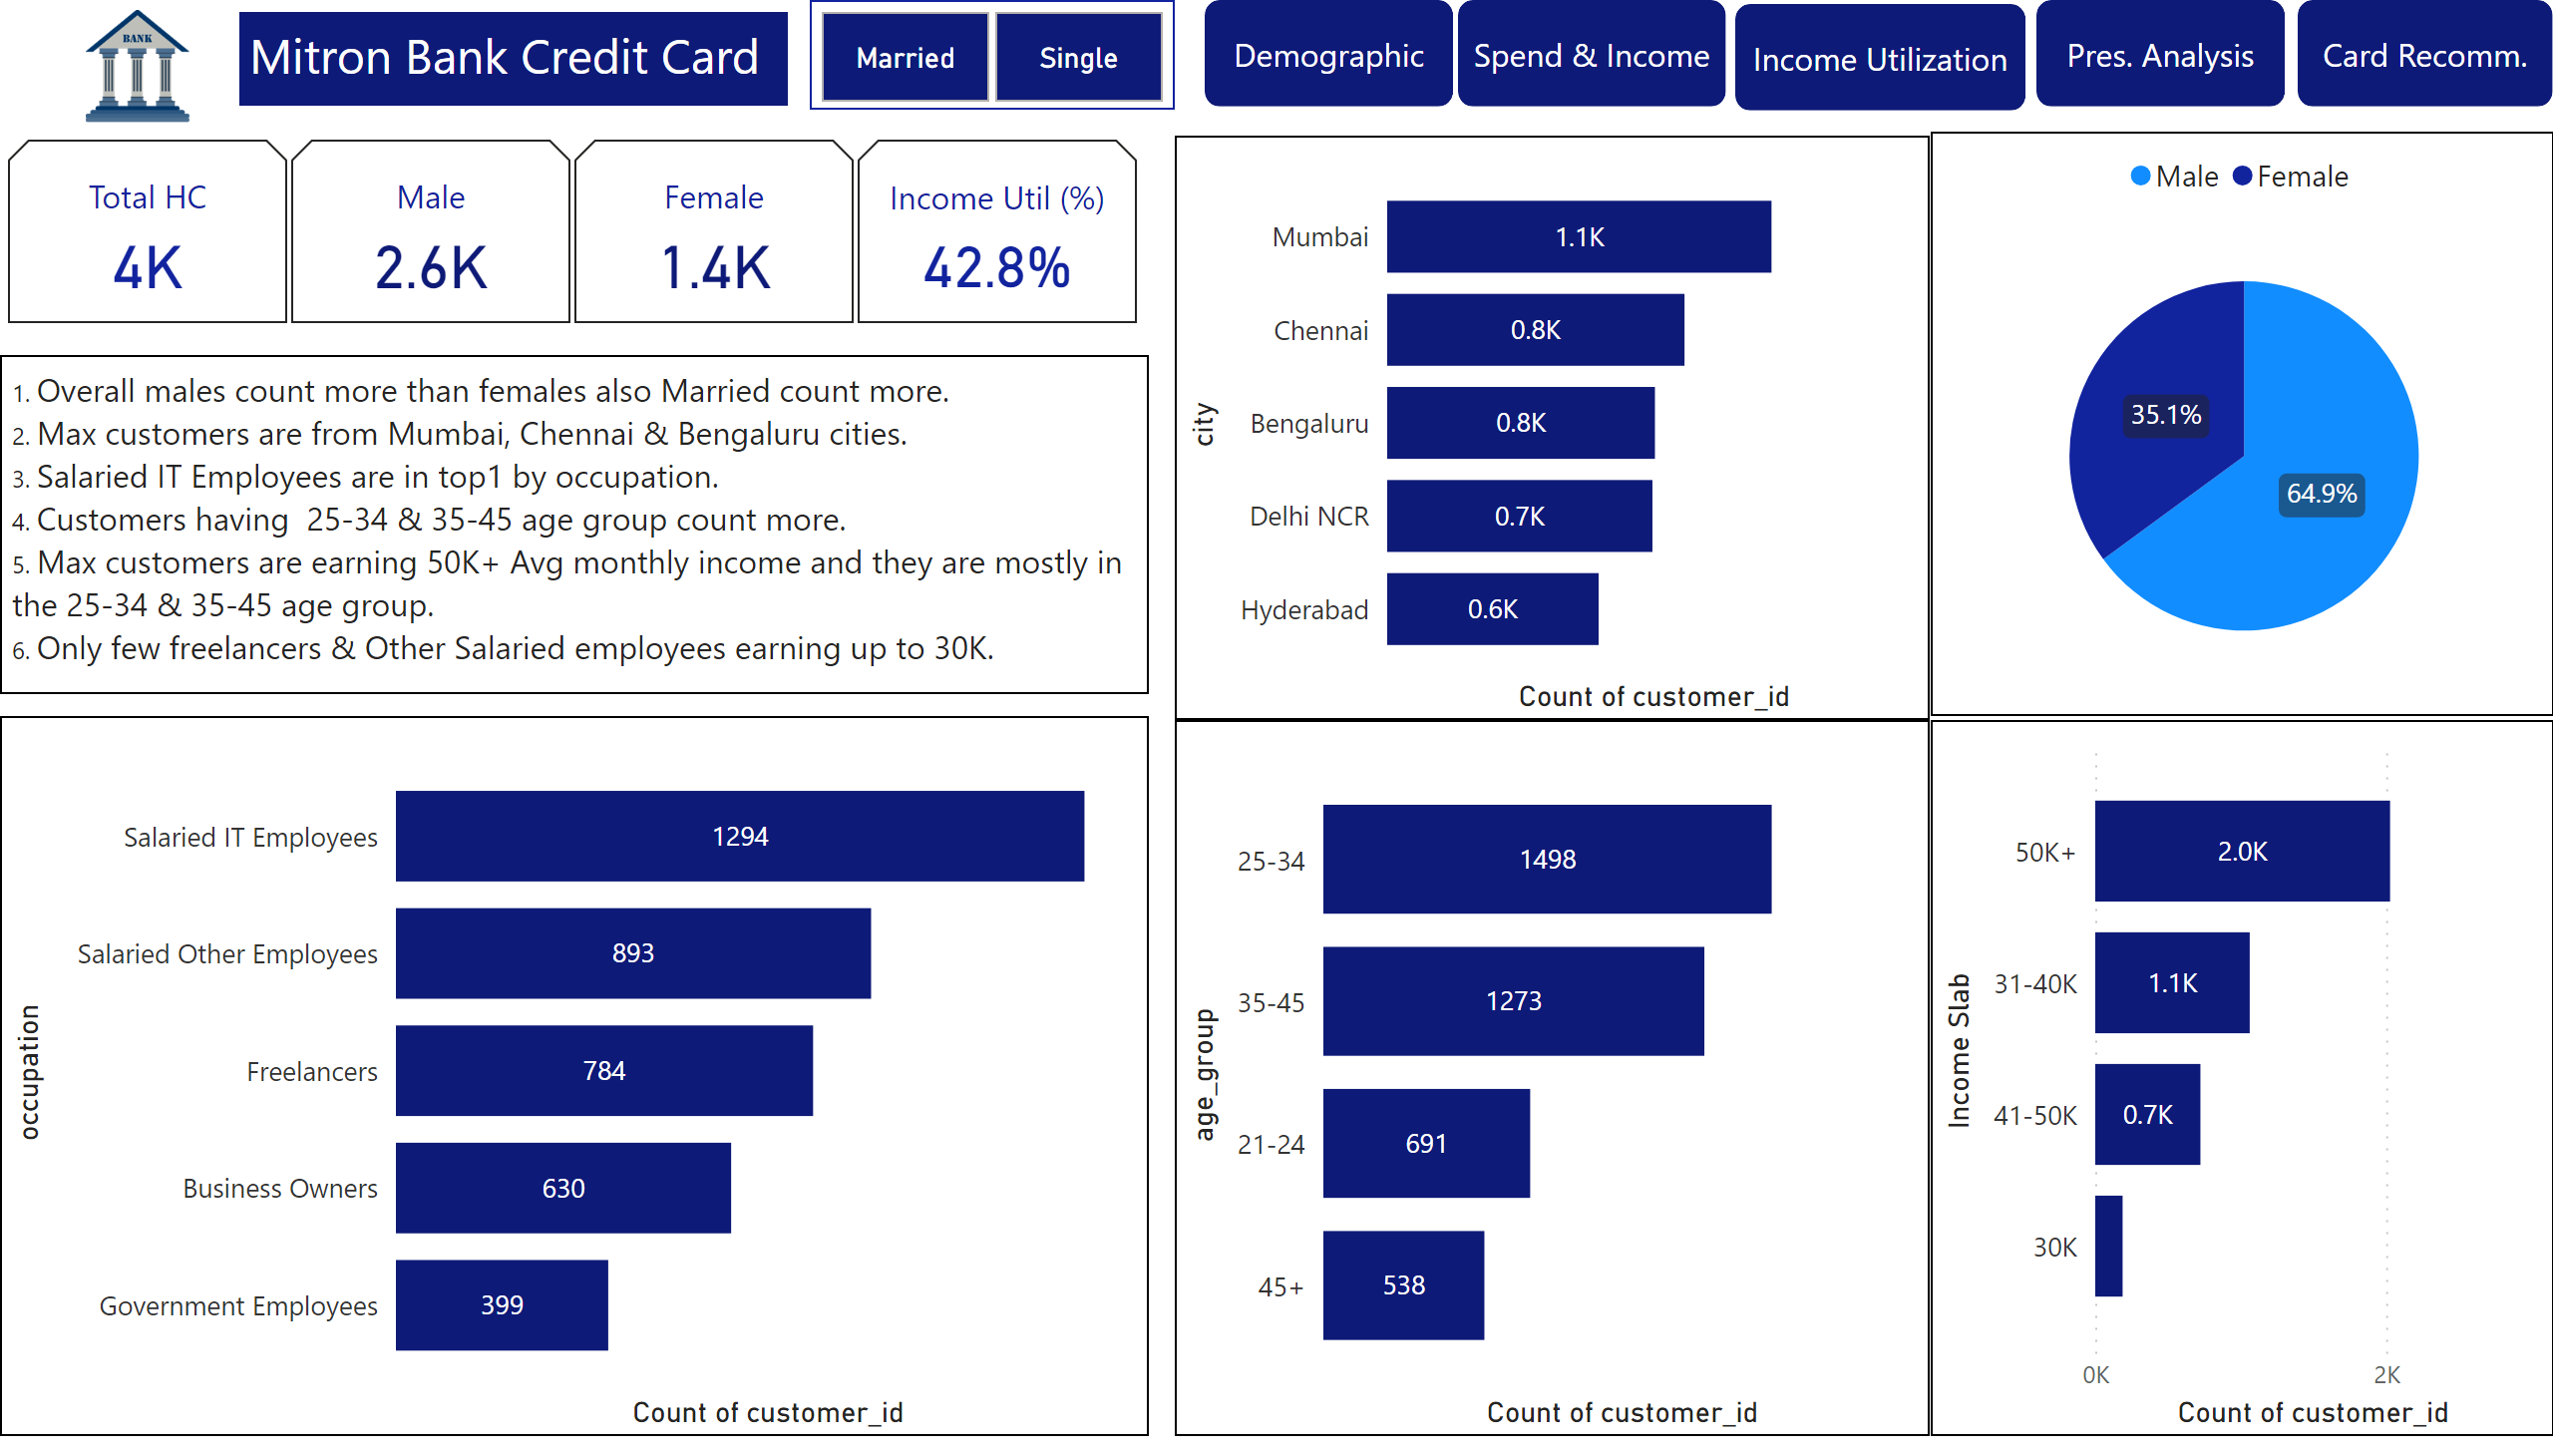 BANK
Mitron Bank Credit Card
Married
Single
Demographic
Spend & Income
Income Utilization
Pres. Analysis
Card Recomm.
Total HC
4K
Male
2.6K
Female
1.4K
Income Util (%)
42.8%
1. Overall males count more than females also Married count more.
2. Max customers are from Mumbai, Chennai & Bengaluru cities.
3. Salaried IT Employees are in top1 by occupation.
4. Customers having  25-34 & 35-45 age group count more.
5. Max customers are earning 50K+ Avg monthly income and they are mostly in
the 25-34 & 35-45 age group.
6. Only few freelancers & Other Salaried employees earning up to 30K.
city
Mumbai
1.1K
Chennai
0.8K
Bengaluru
0.8K
Delhi NCR
0.7K
Hyderabad
0.6K
Count of customer_id
Male
Female
35.1%
64.9%
occupation
Salaried IT Employees
1294
Salaried Other Employees
893
Freelancers
784
Business Owners
630
Government Employees
399
Count of customer_id
age_group
25-34
1498
35-45
1273
21-24
691
45+
538
Count of customer_id
Income Slab
50K+
2.0K
31-40K
1.1K
41-50K
0.7K
30K
0K
2K
Count of customer_id